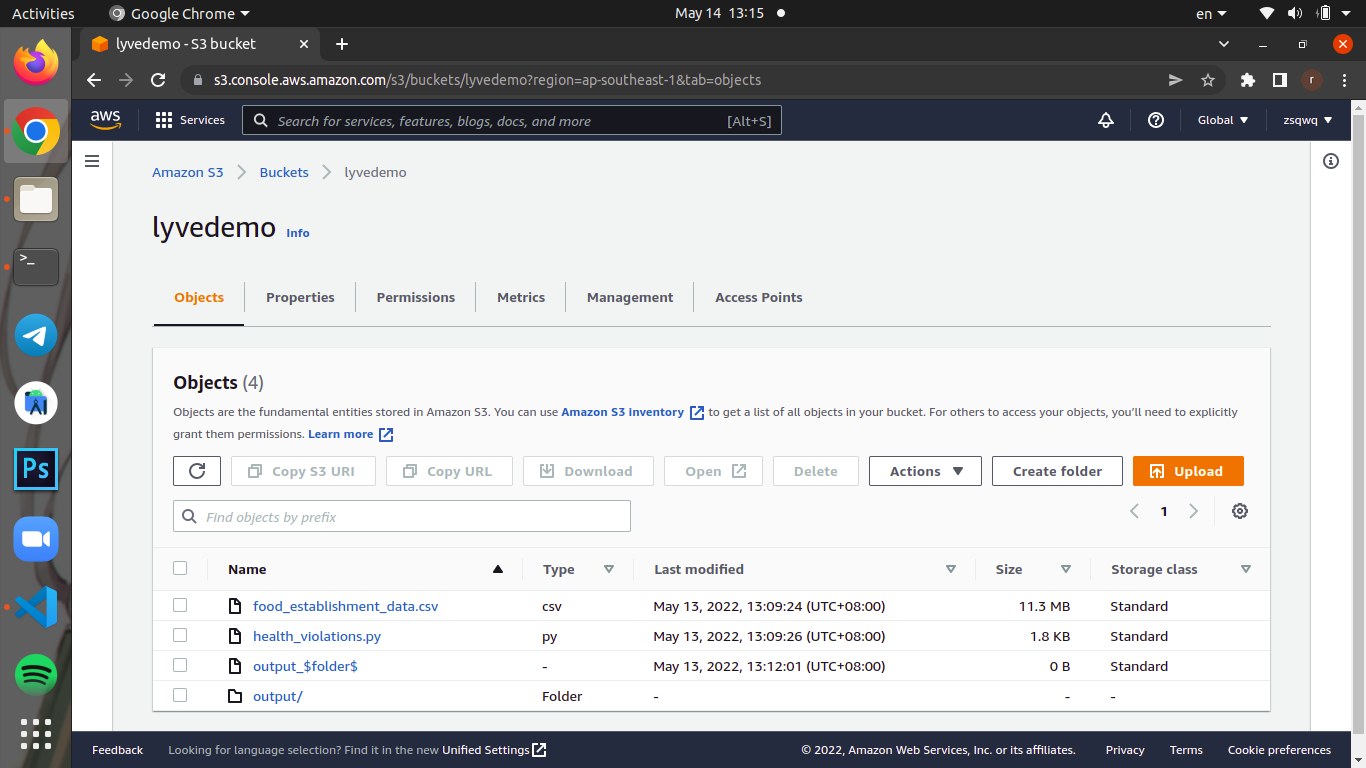 Activities Google Chrome May 14 13:15 en
lyvedemo - S3 bucket
s3.console.aws.amazon.com/s3/buckets/lyvedemo?region=ap-southeast-1&tab=objects r
aws Services Search for services, features, blogs, docs, and more [Alt+S] Global zsqwq
Amazon S3 Buckets lyvedemo
lyvedemo Info
Objects Properties Permissions Metrics Management Access Points
Objects (4)
Objects are the fundamental entities stored in Amazon S3. You can use Amazon S3 inventory to get a list of all objects in your bucket. For others to access your objects, you'll need to explicitly
grant them permissions. Learn more
Copy S3 URI Copy URL Download Open Delete Actions Create folder Upload
Find objects by prefix 1
Name Type Last modified Size Storage class
food_establishment_data.csv csv May 13, 2022, 13:09:24 (UTC+08:00) 11.3 MB Standard
health_violations.py py May 13, 2022, 13:09:26 (UTC+08:00) 1.8 KB Standard
output_$folder$ - May 13, 2022, 13:12:01 (UTC+08:00) 0 B Standard
output/ Folder - - -
Ps
Feedback Looking for language selection? Find it in the new Unified Settings © 2022, Amazon Web Services, Inc. or its affiliates. Privacy Terms Cookie preferences